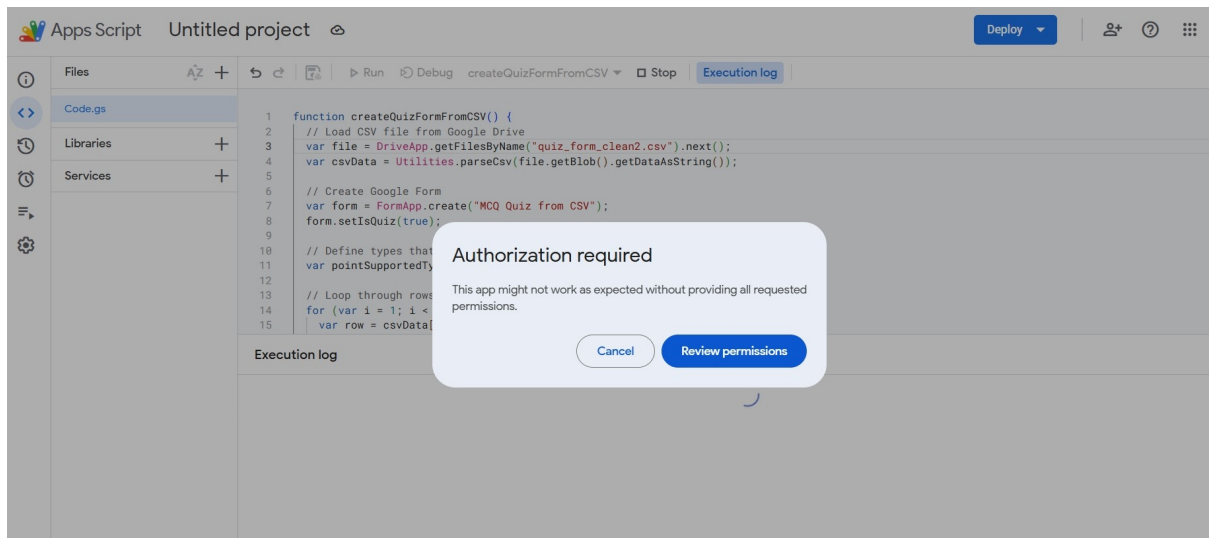 Apps Script Untitled project
Deploy
Files
AZ
Run Debug createQuizFormFromCSV Stop Execution log
Code.gs
Libraries
Services
1 function createQuizFormFromCSV() {
2 // Load CSV file from Google Drive
3 var file = DriveApp.getFilesByName("quiz_form_clean2.csv").next();
4 var csvData = Utilities.parseCsv(file.getBlob().getDataAsString());
5
6 // Create Google Form
7 var form = FormApp.create("MCQ Quiz from CSV");
8 form.setIsQuiz(true);
9
10 // Define types that
11 var pointSupportedTy
12
13 // Loop through rows
14 for (var i = 1; i <
15 var row = csvData[
Authorization required
This app might not work as expected without providing all requested
permissions.
Cancel Review permissions
Execution log